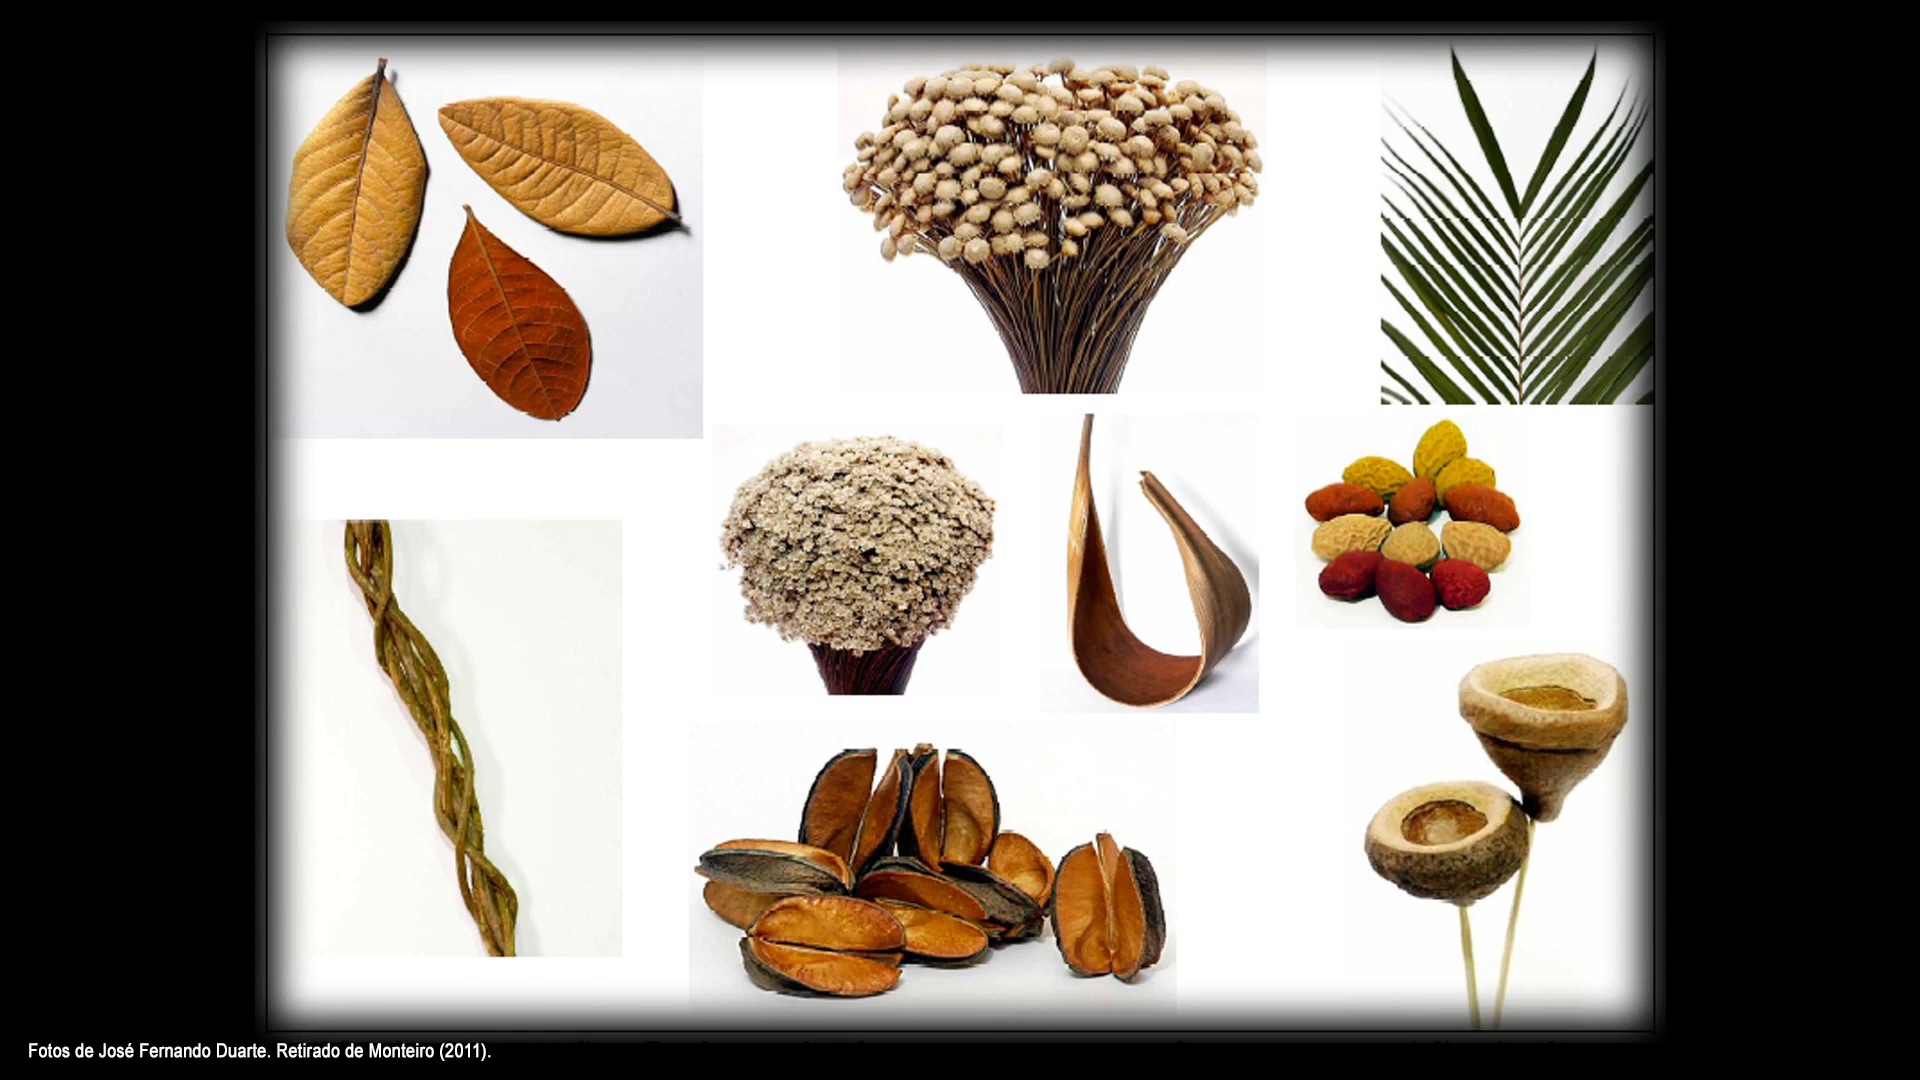 Fotos de José Fernando Duarte. Retirado de Monteiro (2011).